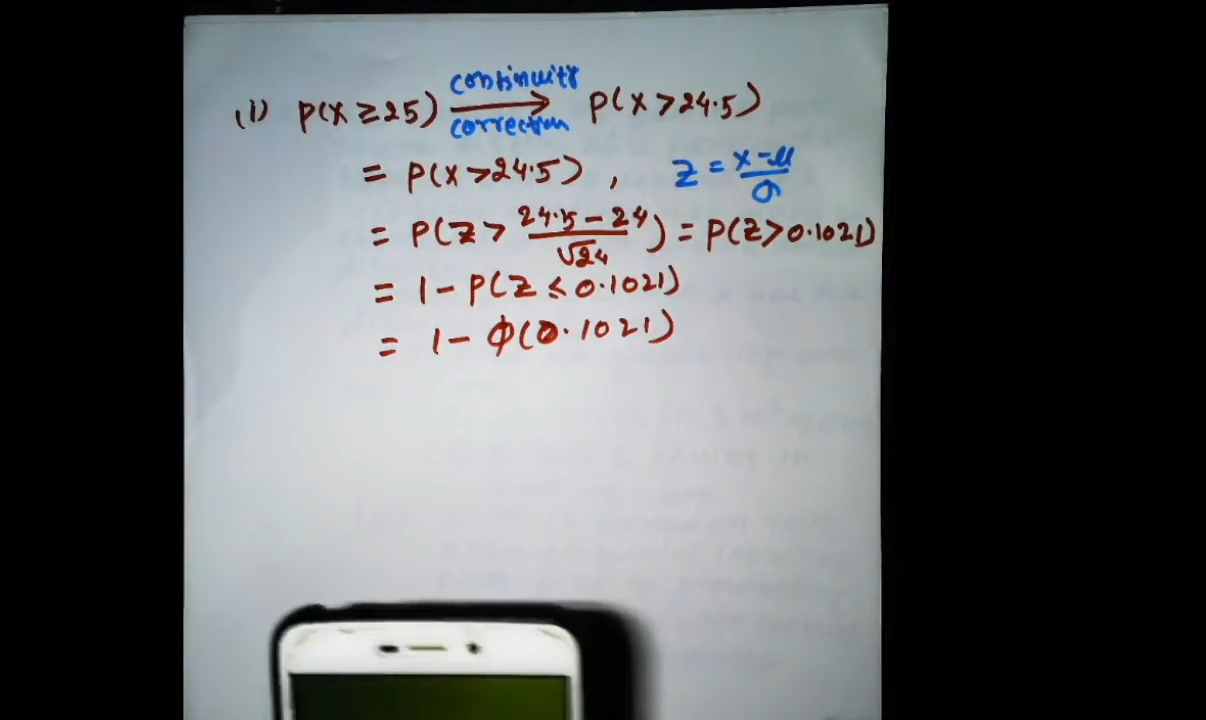 (i) P(X ≥ 25) continuity correction → P(X > 24.5)
= P(X > 24.5) , Z = X - μ / σ
= P(Z > 24.5 - 24 / √24) = P(Z > 0.1021)
= 1 - P(Z ≤ 0.1021)
= 1 - Φ(0.1021)